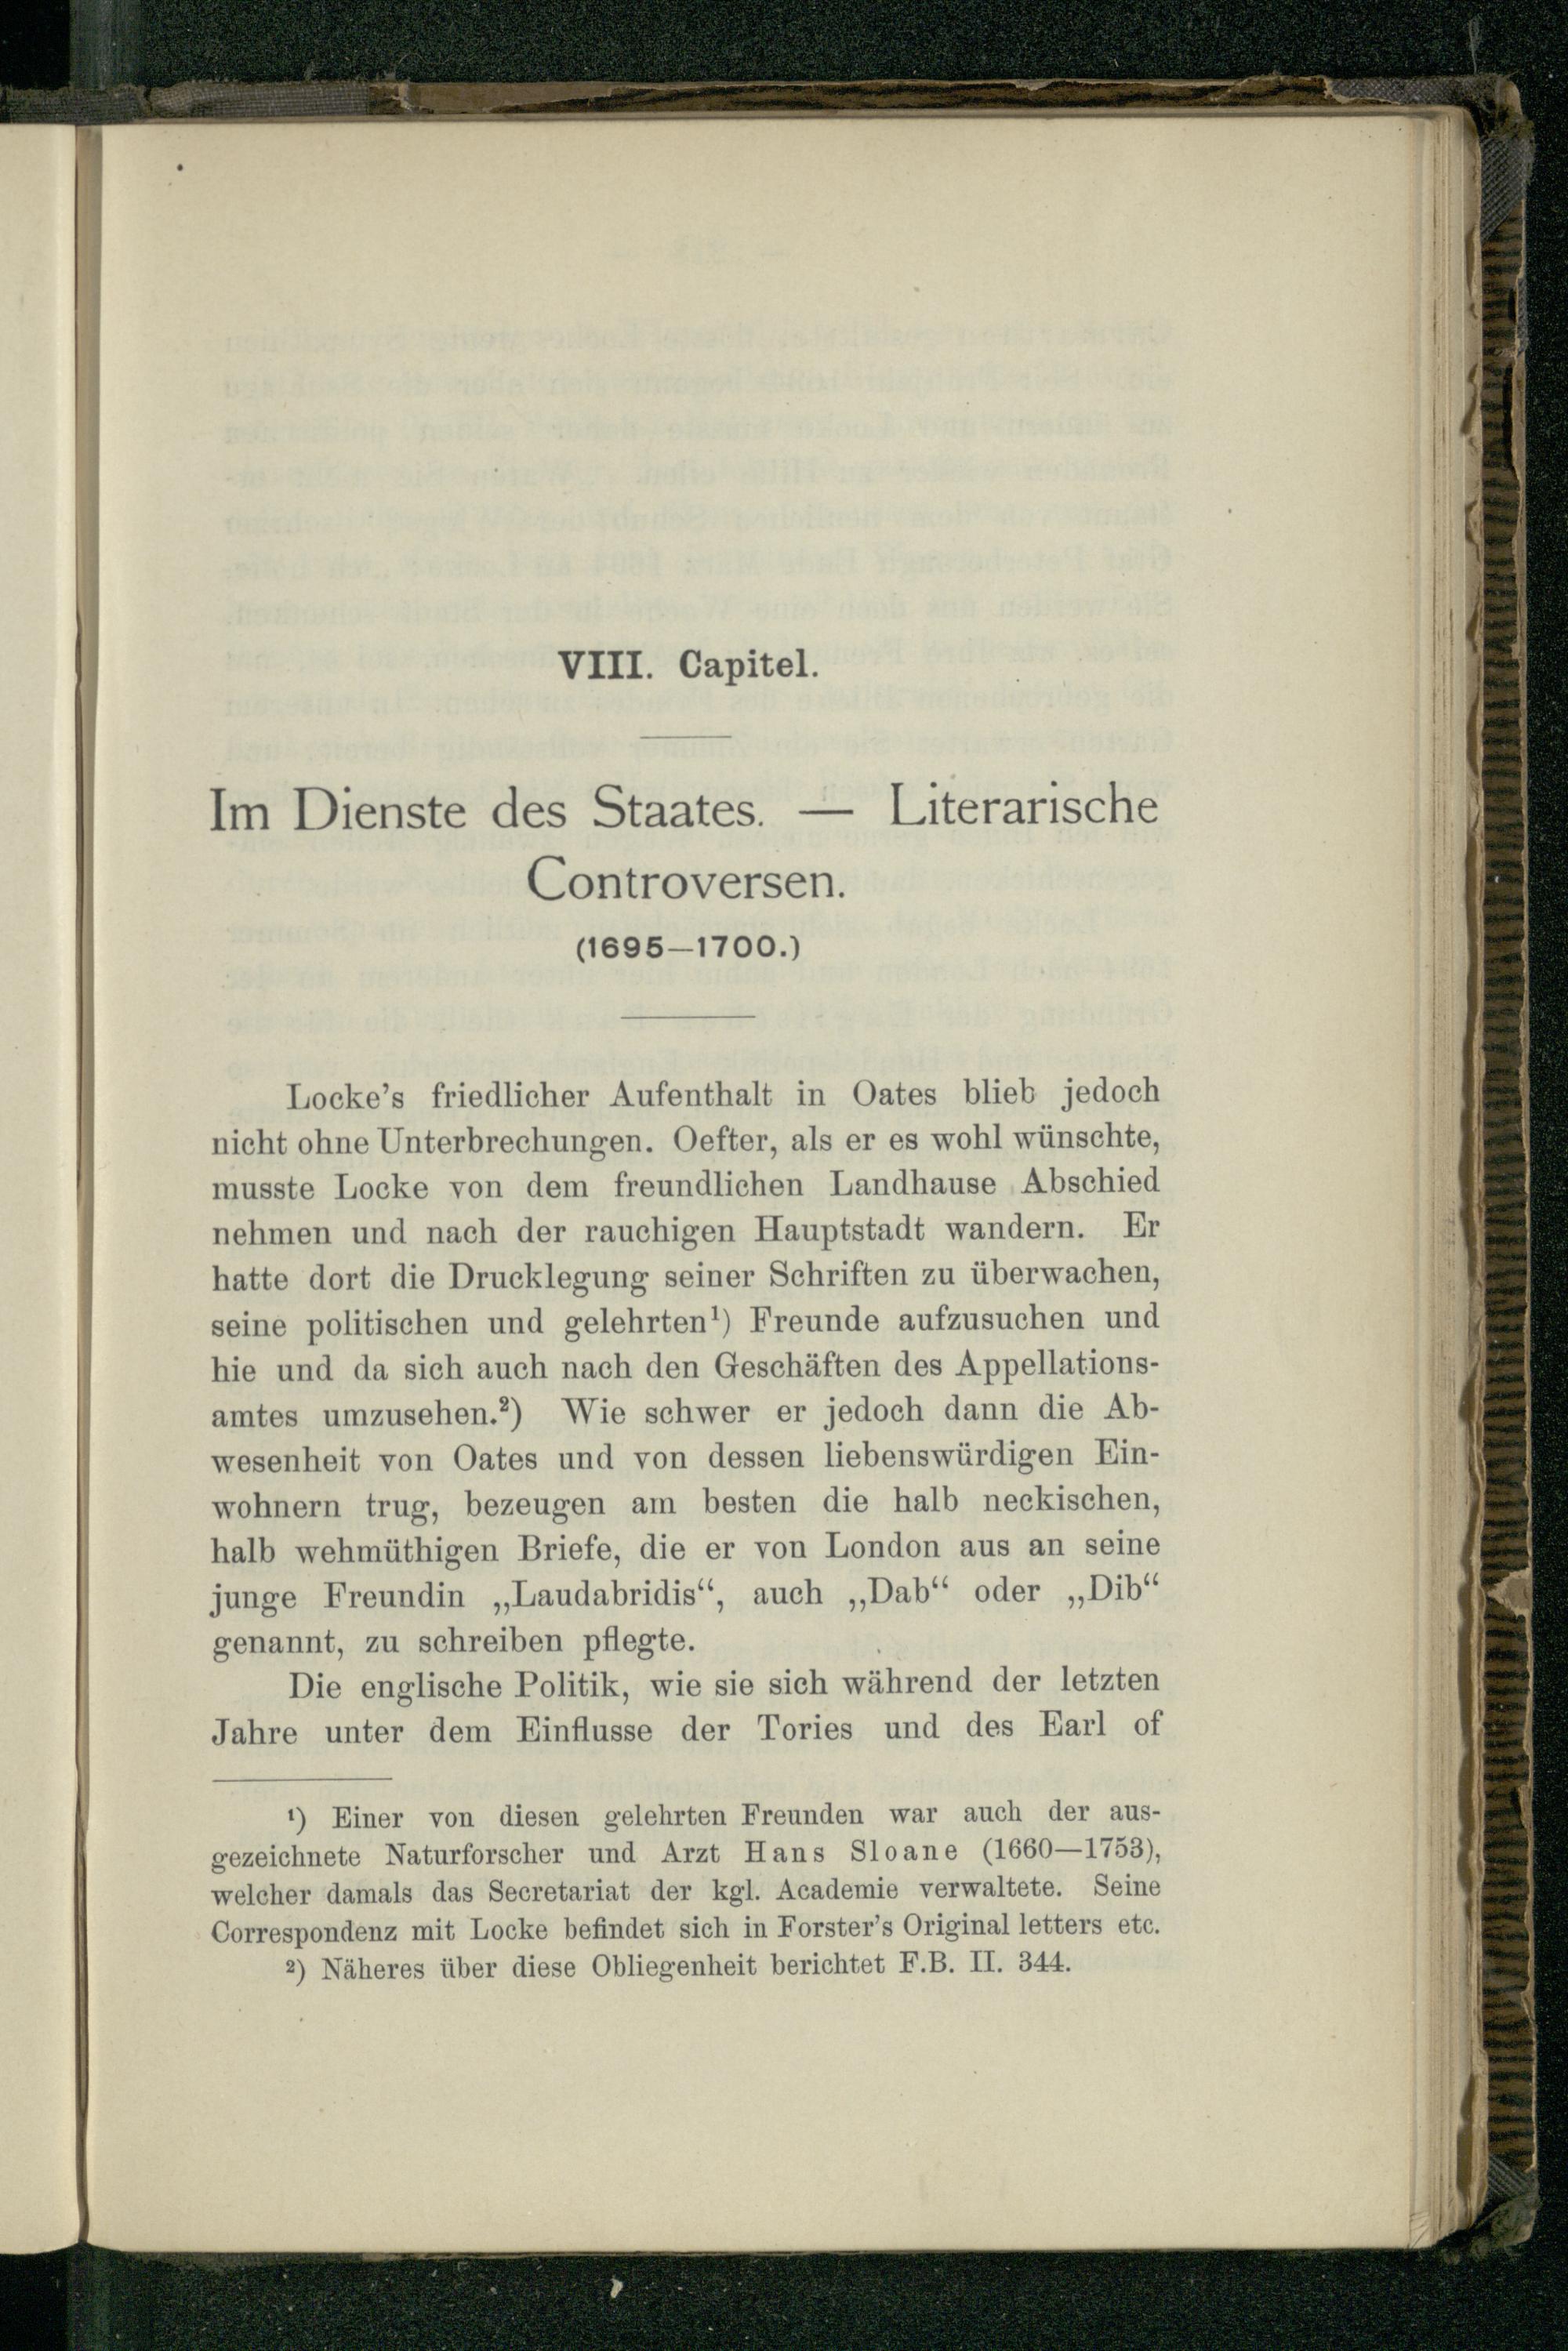 VIII. Capitel.
Im Dienste des Staates. — Literarische
Controversen.
(1695—1700.)
Locke's friedlicher Aufenthalt in Oates blieb jedoch
nicht ohne Unterbrechungen. Oefter, als er es wohl wünschte,
musste Locke von dem freundlichen Landhause Abschied
nehmen und nach der rauchigen Hauptstadt wandern. Er
hatte dort die Drucklegung seiner Schriften zu überwachen,
seine politischen und gelehrten¹) Freunde aufzusuchen und
hie und da sich auch nach den Geschäften des Appellations-
amtes umzusehen.²) Wie schwer er jedoch dann die Ab-
wesenheit von Oates und von dessen liebenswürdigen Ein-
wohnern trug, bezeugen am besten die halb neckischen,
halb wehmüthigen Briefe, die er von London aus an seine
junge Freundin „Laudabridis“, auch „Dab“ oder „Dib“
genannt, zu schreiben pflegte.
Die englische Politik, wie sie sich während der letzten
Jahre unter dem Einflusse der Tories und des Earl of
¹) Einer von diesen gelehrten Freunden war auch der aus-
gezeichnete Naturforscher und Arzt Hans Sloane (1660—1753),
welcher damals das Secretariat der kgl. Academie verwaltete. Seine
Correspondenz mit Locke befindet sich in Forster's Original letters etc.
²) Näheres über diese Obliegenheit berichtet F.B. II. 344.